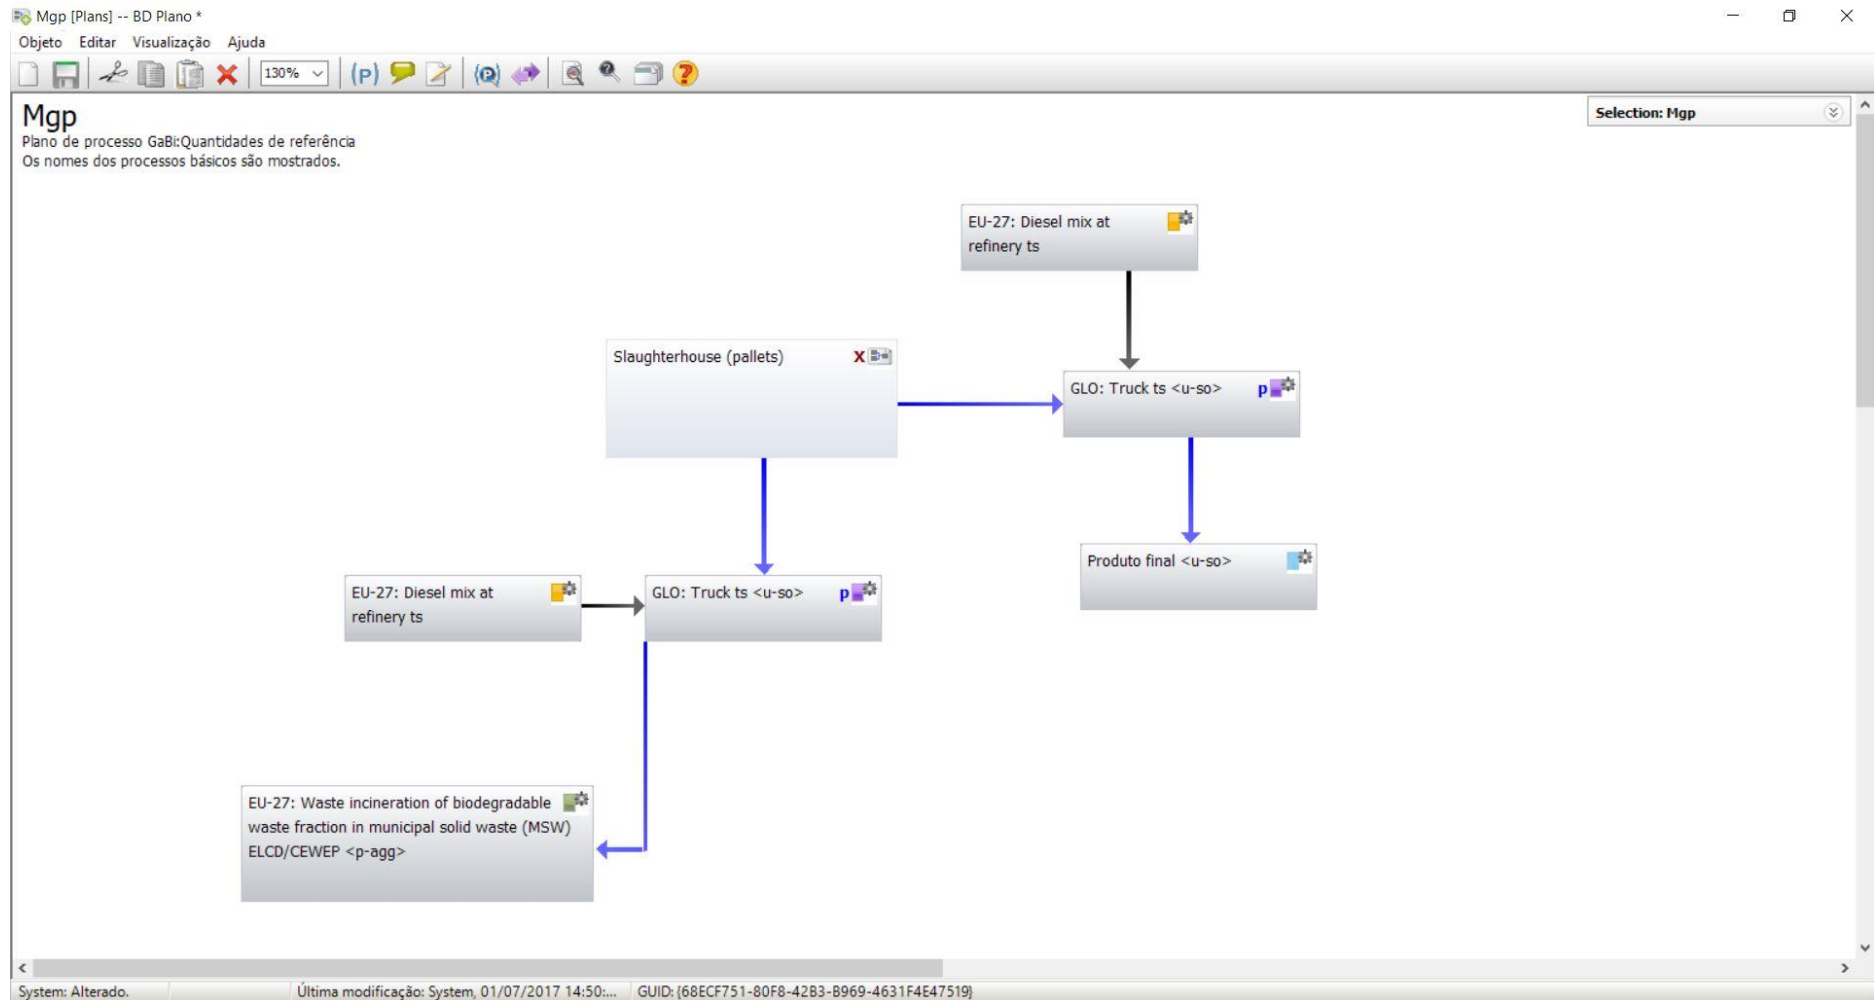 Mgp [Plans] -- BD Plano *
Objeto Editar Visualização Ajuda
130% (P) (P) ?
Mgp
Plano de processo GaBi:Quantidades de referência
Os nomes dos processos básicos são mostrados.
Selection: Mgp
EU-27: Diesel mix at
refinery ts
Slaughterhouse (pallets) X
GLO: Truck ts <u-so> p
Produto final <u-so>
EU-27: Diesel mix at
refinery ts
GLO: Truck ts <u-so> p
EU-27: Waste incineration of biodegradable
waste fraction in municipal solid waste (MSW)
ELCD/CEWEP <p-agg>
System: Alterado. Última modificação: System, 01/07/2017 14:50:... GUID: {68ECF751-80F8-42B3-B969-4631F4E47519}